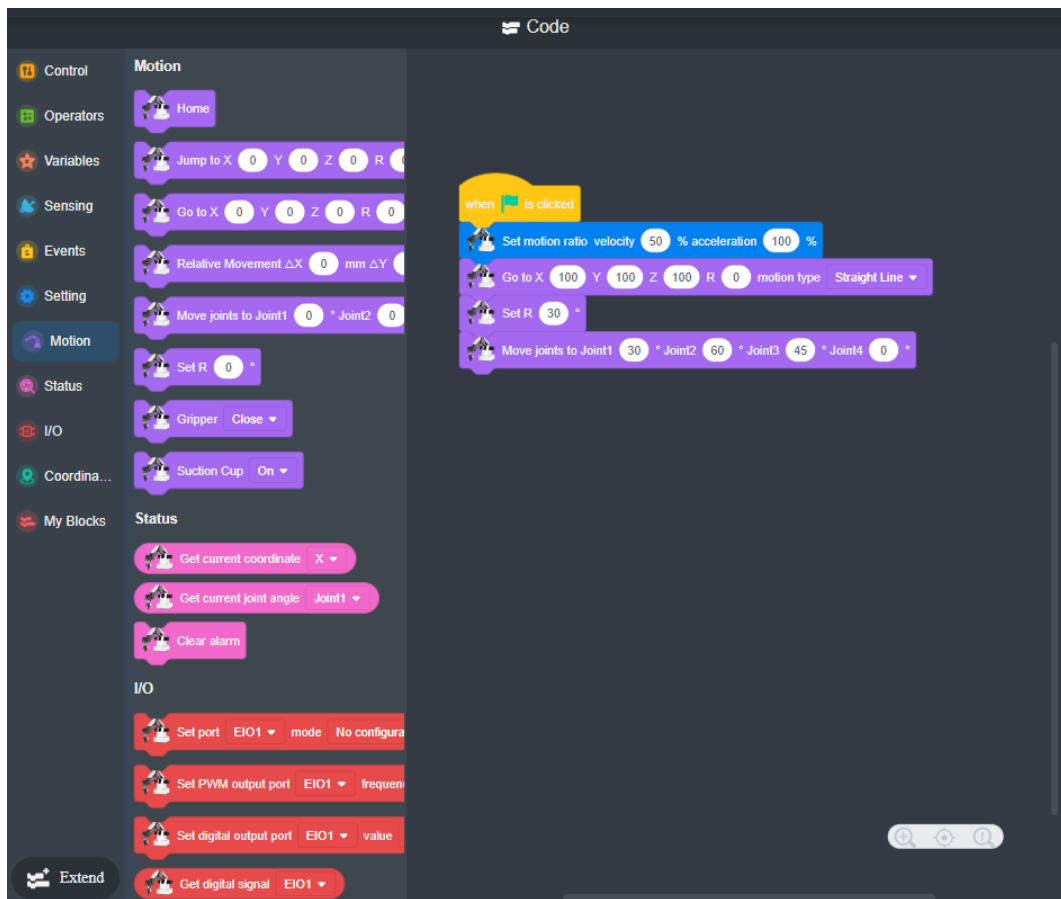 Code
Control
Operators
Variables
Sensing
Events
Setting
Motion
Status
I/O
Coordina...
My Blocks
Extend
Motion
Home
Jump to X 0 Y 0 Z 0 R
Go to X 0 Y 0 Z 0 R 0
Relative Movement △X 0 mm △Y
Move joints to Joint1 0 ° Joint2 0
Set R 0 °
Gripper Close
Suction Cup On
Status
Get current coordinate X
Get current joint angle Joint1
Clear alarm
I/O
Set port EIO1 mode No configura
Set PWM output port EIO1 frequen
Set digital output port EIO1 value
Get digital signal EIO1
when is clicked
Set motion ratio velocity 50 % acceleration 100 %
Go to X 100 Y 100 Z 100 R 0 motion type Straight Line
Set R 30 °
Move joints to Joint1 30 ° Joint2 60 ° Joint3 45 ° Joint4 0 °